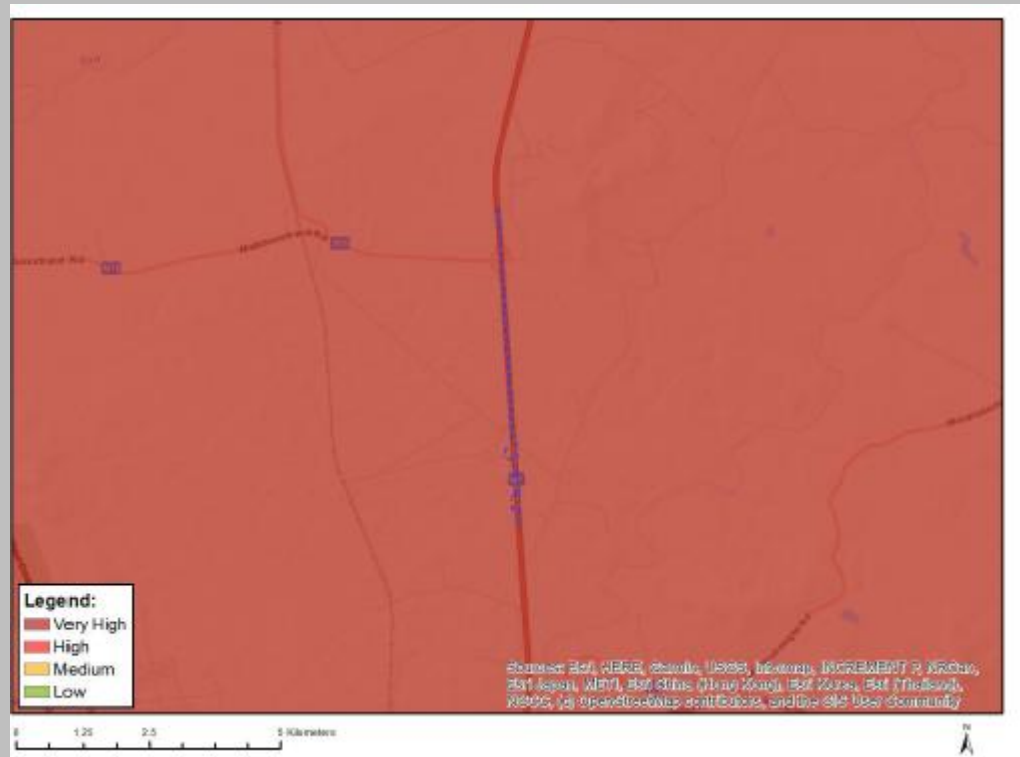 Legend:
Very High
High
Medium
Low
Sources: Esri, HERE, Garmin, USGS, Intermap, INCREMENT P, NRCan,
Esri Japan, METI, Esri China (Hong Kong), Esri Korea, Esri (Thailand),
NGCC, (c) OpenStreetMap contributors, and the GIS User Community
0 1.25 2.5 5 Kilometers
N